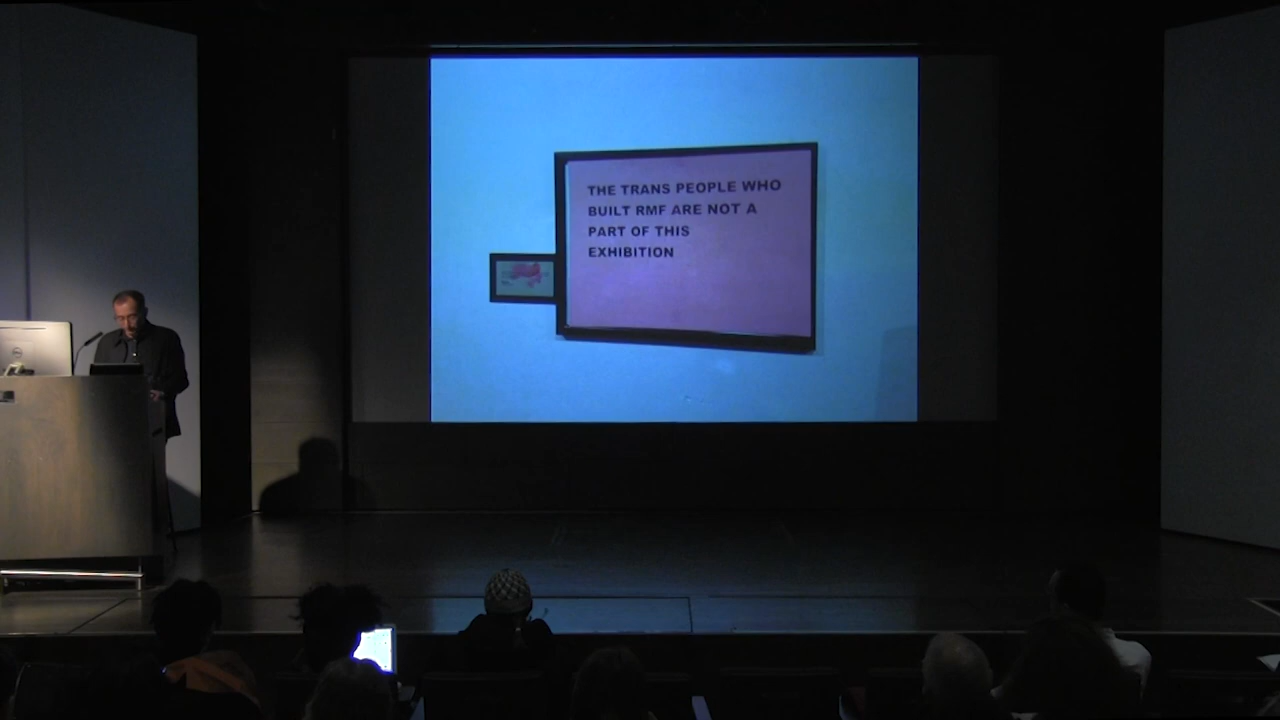 THE TRANS PEOPLE WHO
BUILT RMF ARE NOT A
PART OF THIS
EXHIBITION